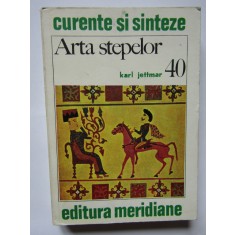 curente și sinteze
Arta stepelor
karl jettmar
40
editura meridiane